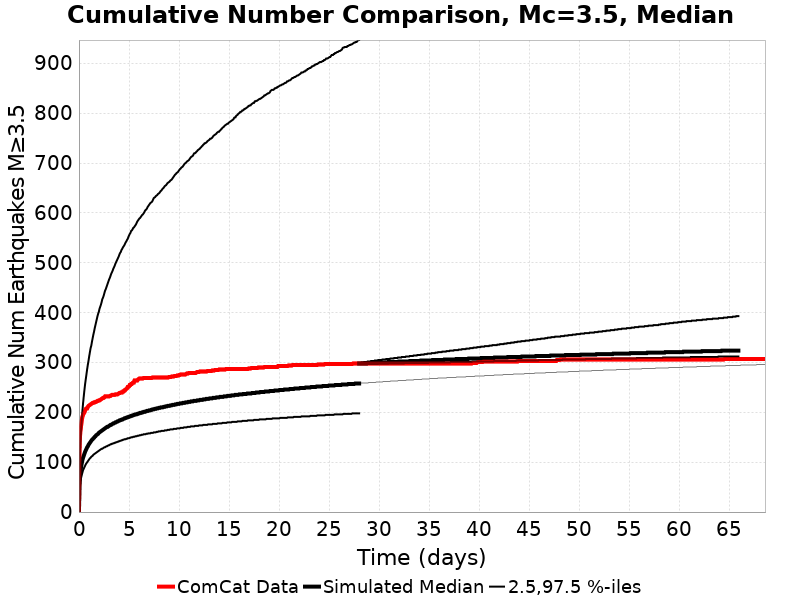 Cumulative Number Comparison, Mc=3.5, Median
Cumulative Num Earthquakes M≥3.5
900
800
700
600
500
400
300
200
100
0
0 5 10 15 20 25 30 35 40 45 50 55 60 65
Time (days)
ComCat Data Simulated Median 2.5,97.5 %-iles